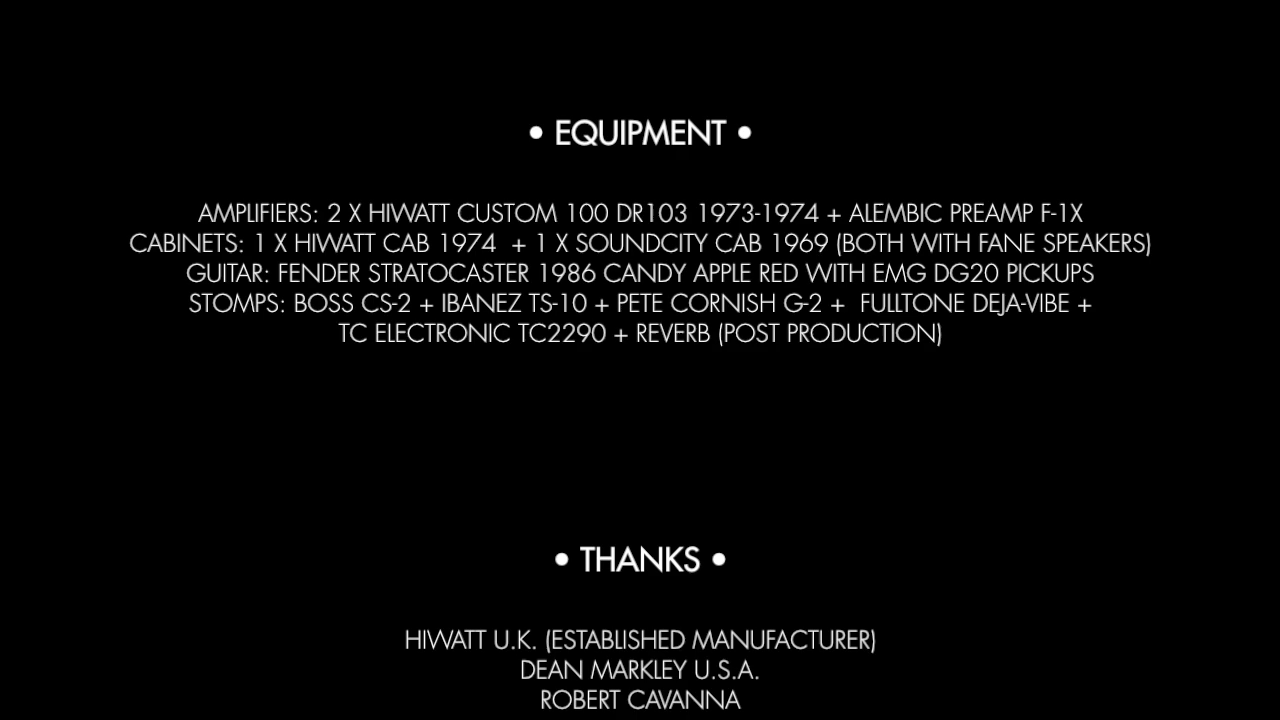 • EQUIPMENT •
AMPLIFIERS: 2 X HIWATT CUSTOM 100 DR103 1973-1974 + ALEMBIC PREAMP F-1X
CABINETS: 1 X HIWATT CAB 1974 + 1 X SOUNDCITY CAB 1969 (BOTH WITH FANE SPEAKERS)
GUITAR: FENDER STRATOCASTER 1986 CANDY APPLE RED WITH EMG DG20 PICKUPS
STOMPS: BOSS CS-2 + IBANEZ TS-10 + PETE CORNISH G-2 + FULLTONE DEJA-VIBE +
TC ELECTRONIC TC2290 + REVERB (POST PRODUCTION)
• THANKS •
HIWATT U.K. (ESTABLISHED MANUFACTURER)
DEAN MARKLEY U.S.A.
ROBERT CAVANNA